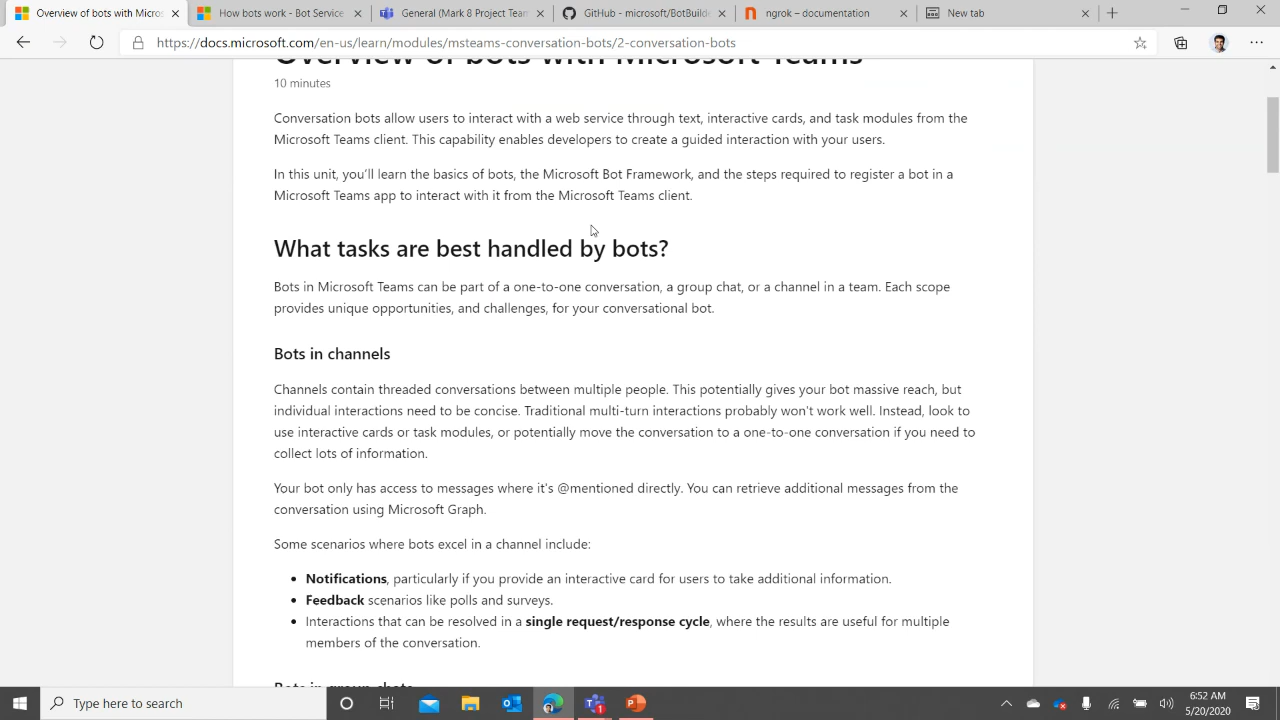 Overview of bots with Micros
How bots work - Bot Service
General (Mark 8 Project Team
GitHub - microsoft/BotBuilde
ngrok - documentation
New tab
https://docs.microsoft.com/en-us/learn/modules/msteams-conversation-bots/2-conversation-bots
Overview of bots with Microsoft Teams
10 minutes
Conversation bots allow users to interact with a web service through text, interactive cards, and task modules from the
Microsoft Teams client. This capability enables developers to create a guided interaction with your users.
In this unit, you'll learn the basics of bots, the Microsoft Bot Framework, and the steps required to register a bot in a
Microsoft Teams app to interact with it from the Microsoft Teams client.
What tasks are best handled by bots?
Bots in Microsoft Teams can be part of a one-to-one conversation, a group chat, or a channel in a team. Each scope
provides unique opportunities, and challenges, for your conversational bot.
Bots in channels
Channels contain threaded conversations between multiple people. This potentially gives your bot massive reach, but
individual interactions need to be concise. Traditional multi-turn interactions probably won't work well. Instead, look to
use interactive cards or task modules, or potentially move the conversation to a one-to-one conversation if you need to
collect lots of information.
Your bot only has access to messages where it's @mentioned directly. You can retrieve additional messages from the
conversation using Microsoft Graph.
Some scenarios where bots excel in a channel include:
Notifications, particularly if you provide an interactive card for users to take additional information.
Feedback scenarios like polls and surveys.
Interactions that can be resolved in a single request/response cycle, where the results are useful for multiple
members of the conversation.
Bots in group chats
Type here to search
1
6:52 AM
5/20/2020